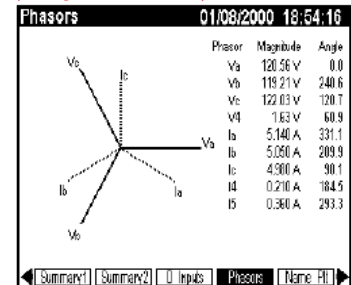 Phasors 01/08/2000 18:54:16
Phasor Magnitude Angle
Va 120.56 V 0.0
Vb 119.21 V 240.6
Vc 122.03 V 120.7
V4 1.63 V 60.9
Ia 5.140 A 331.1
Ib 5.050 A 209.9
Ic 4.980 A 90.1
I4 0.210 A 184.5
I5 0.360 A 293.3
Vc
Ic
Va
Ib
Ia
Vb
Summary1 Summary2 D Inputs Phasors Name Plt